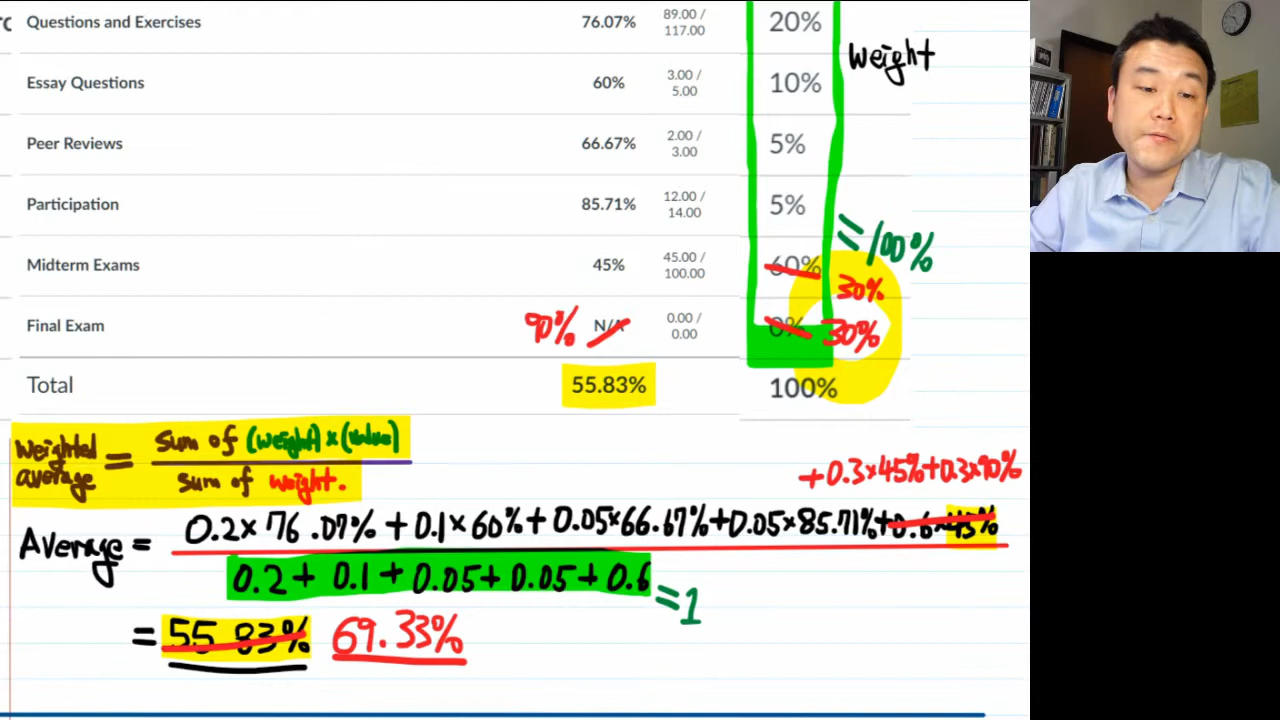 Questions and Exercises 76.07% 89.00 / 117.00 20%
weight
Essay Questions 60% 3.00 / 5.00 10%
Peer Reviews 66.67% 2.00 / 3.00 5%
Participation 85.71% 12.00 / 14.00 5%
= 100%
Midterm Exams 45% 45.00 / 100.00 60% 30%
Final Exam 90% N/A 0.00 / 0.00 0% 30%
Total 55.83% 100%
Weighted average = sum of (weight) x (value)
sum of weight.
+ 0.3 x 45% + 0.3 x 90%
Average = 0.2 x 76.07% + 0.1 x 60% + 0.05 x 66.67% + 0.05 x 85.71% + 0.6 x 45%
0.2 + 0.1 + 0.05 + 0.05 + 0.6 = 1
= 55.83% 69.33%